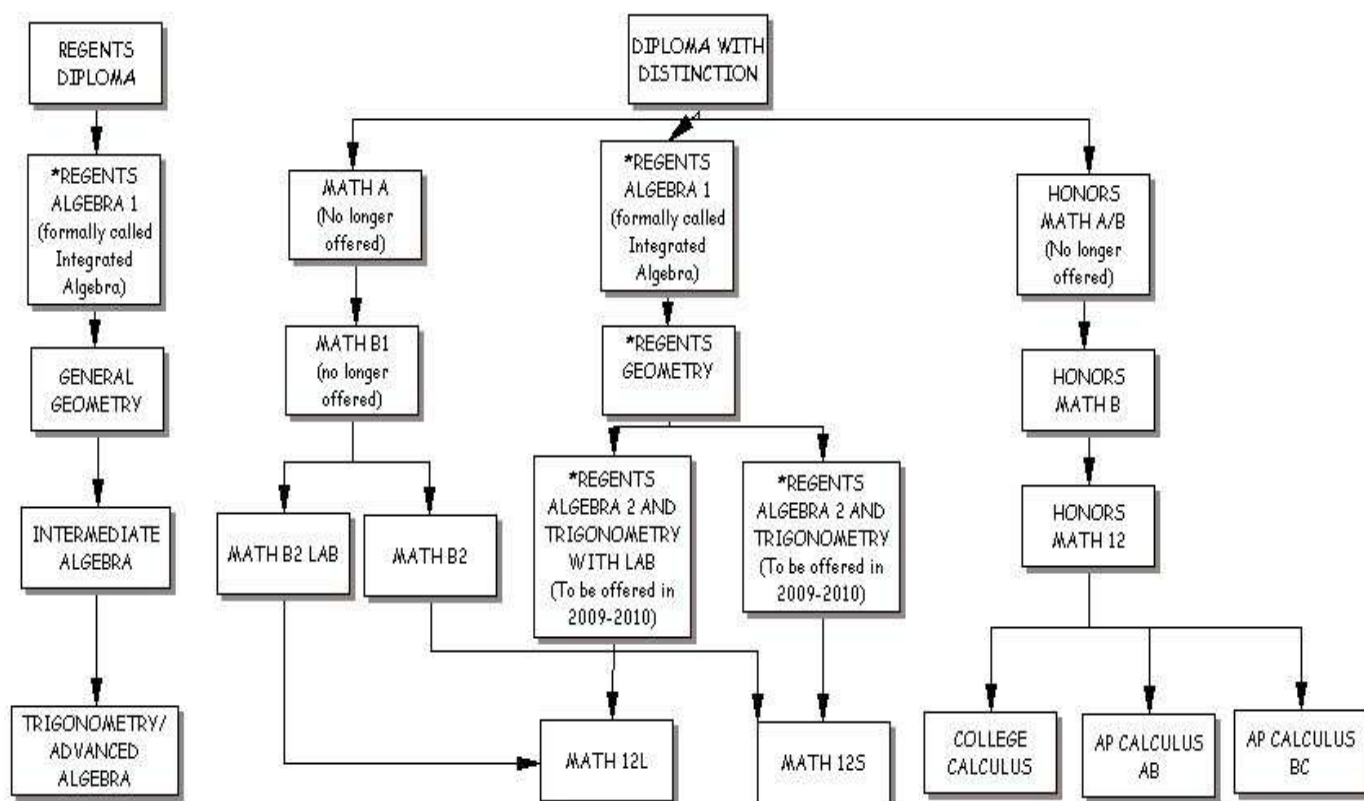 REGENTS
DIPLOMA
*REGENTS
ALGEBRA 1
(formally called
Integrated
Algebra)
GENERAL
GEOMETRY
INTERMEDIATE
ALGEBRA
TRIGONOMETRY/
ADVANCED
ALGEBRA
DIPLOMA WITH
DISTINCTION
MATH A
(No longer
offered)
MATH B1
(no longer
offered)
MATH B2 LAB
MATH B2
*REGENTS
ALGEBRA 1
(formally called
Integrated
Algebra)
*REGENTS
GEOMETRY
*REGENTS
ALGEBRA 2 AND
TRIGONOMETRY
WITH LAB
(To be offered in
2009-2010)
*REGENTS
ALGEBRA 2 AND
TRIGONOMETRY
(To be offered in
2009-2010)
MATH 12L
MATH 12S
HONORS
MATH A/B
(No longer
offered)
HONORS
MATH B
HONORS
MATH 12
COLLEGE
CALCULUS
AP CALCULUS
AB
AP CALCULUS
BC